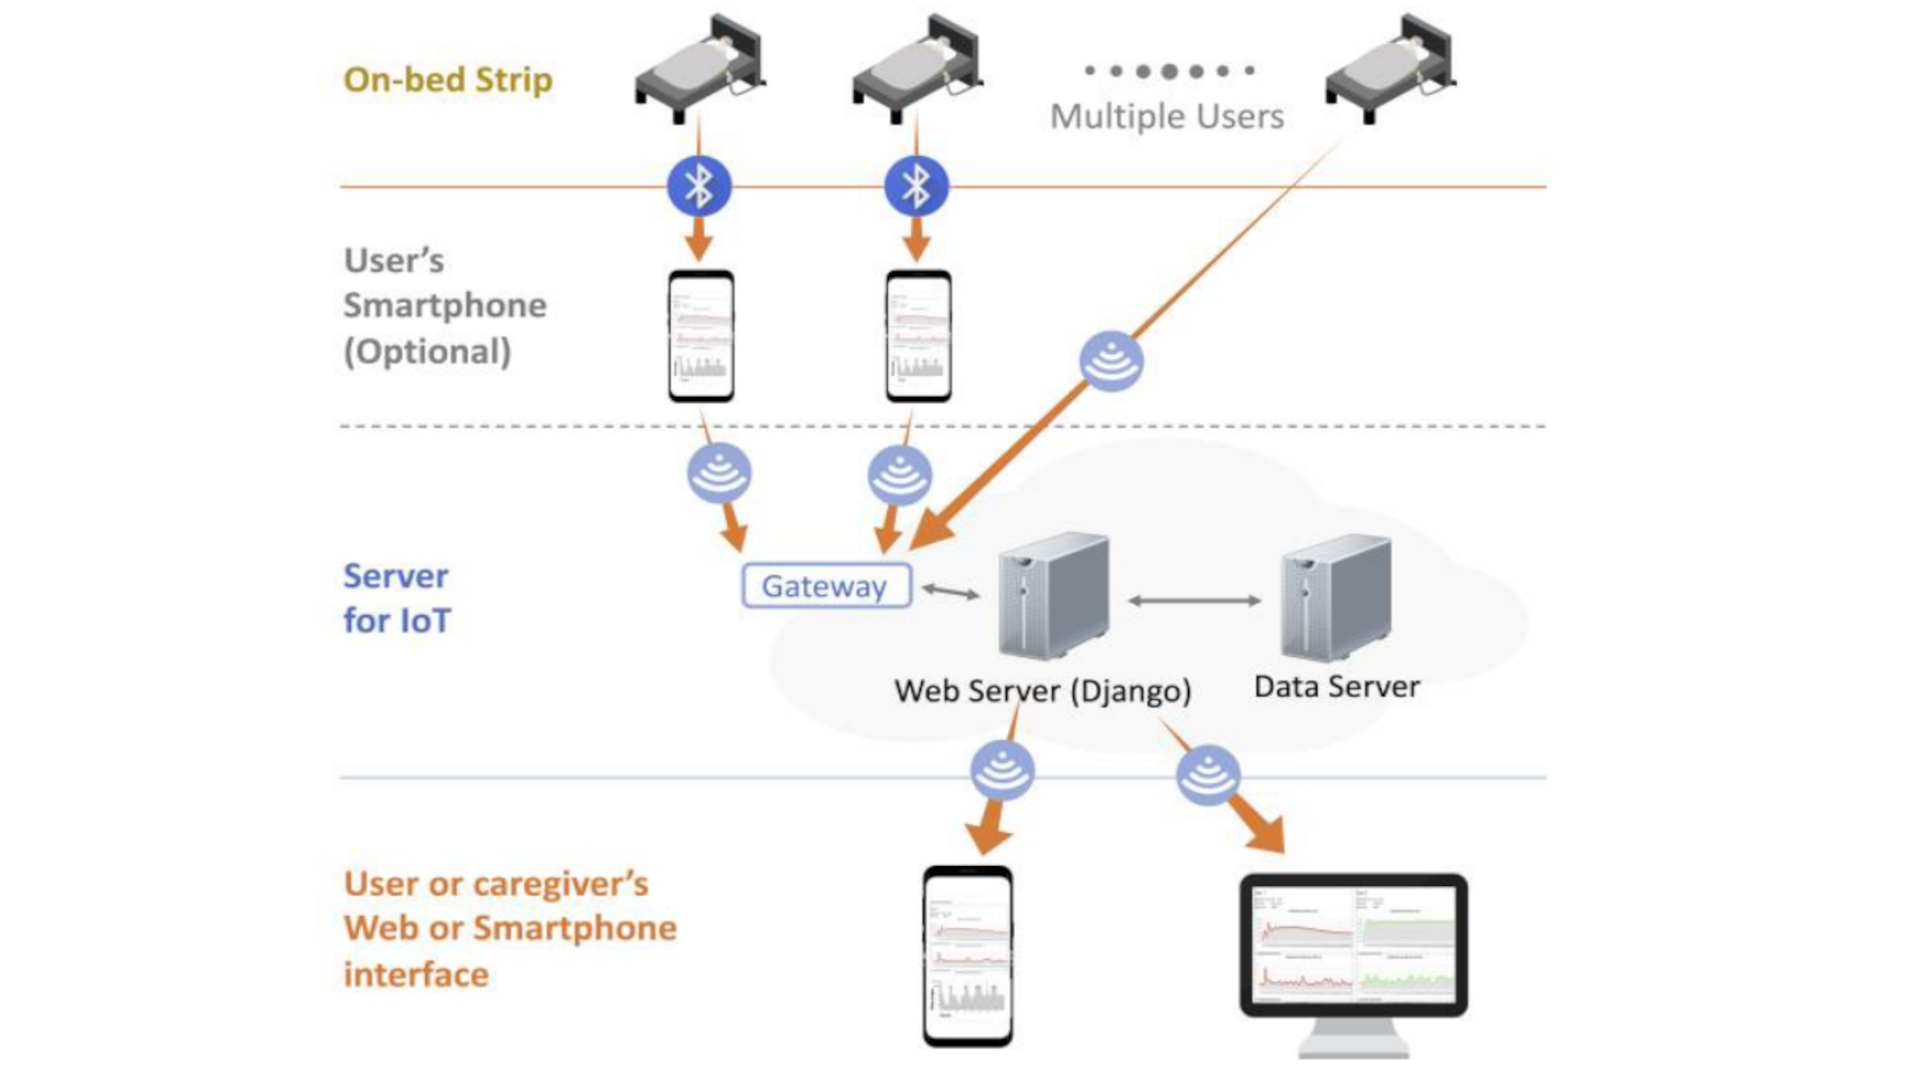 On-bed Strip
Multiple Users
User's
Smartphone
(Optional)
Server
for IoT
Gateway
Web Server (Django)
Data Server
User or caregiver's
Web or Smartphone
interface